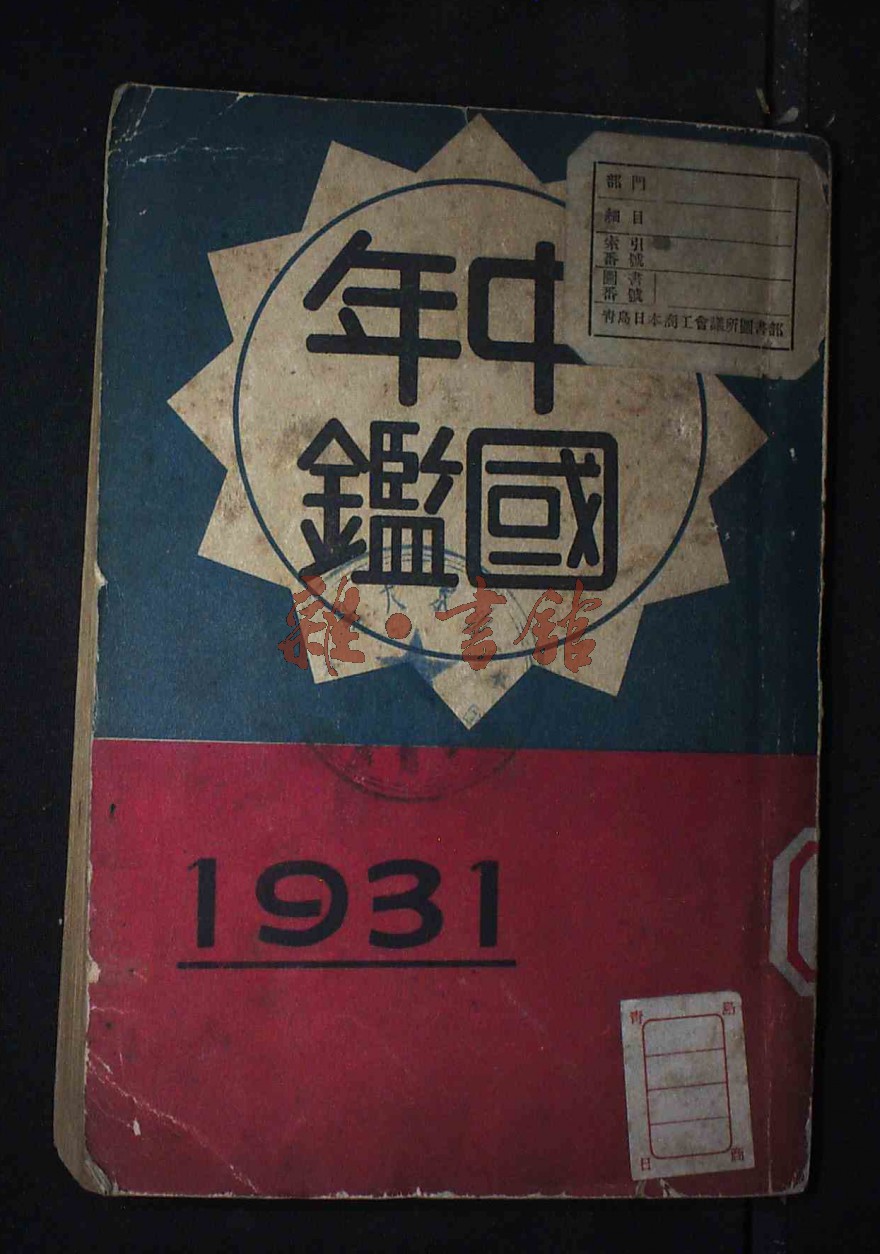 中國
年鑑
部門
細目
索引
番號
圖書
番號
青島日本商工會議所圖書部
雜·書館
1931
青島
日商